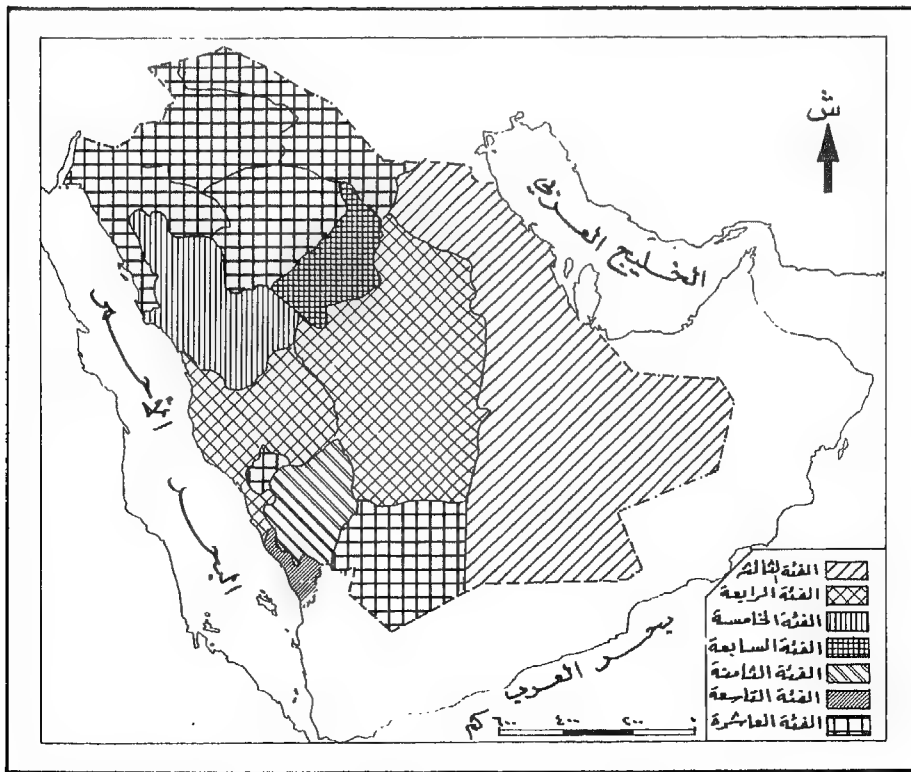 ش
الخليج العربي
البحر
الأحمر
بحر العرب
الفئة الثالثة
الفئة الرابعة
الفئة الخامسة
الفئة السابعة
الفئة الثامنة
الفئة التاسعة
الفئة العاشرة
٠ ٢٠٠ ٤٠٠ ٦٠٠ كم